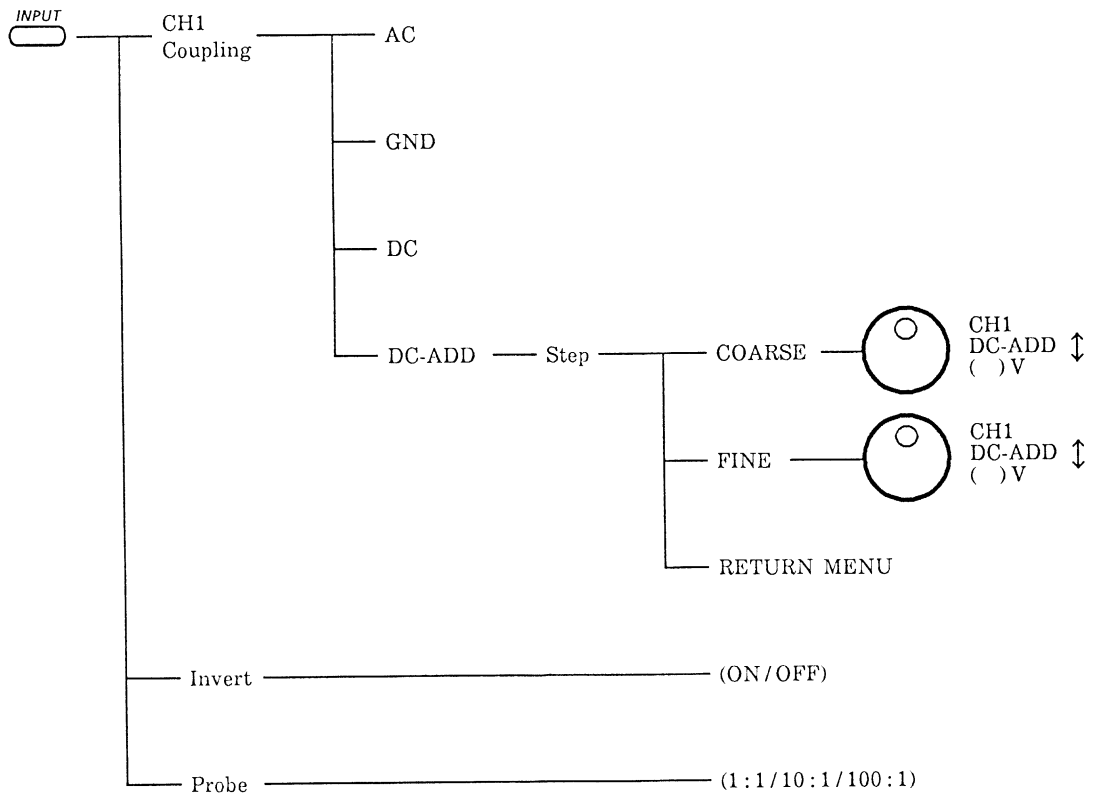 INPUT
CH1
Coupling
AC
GND
DC
DC-ADD
Step
COARSE
CH1
DC-ADD
( ) V
FINE
CH1
DC-ADD
( ) V
RETURN MENU
Invert
(ON/OFF)
Probe
(1:1/10:1/100:1)